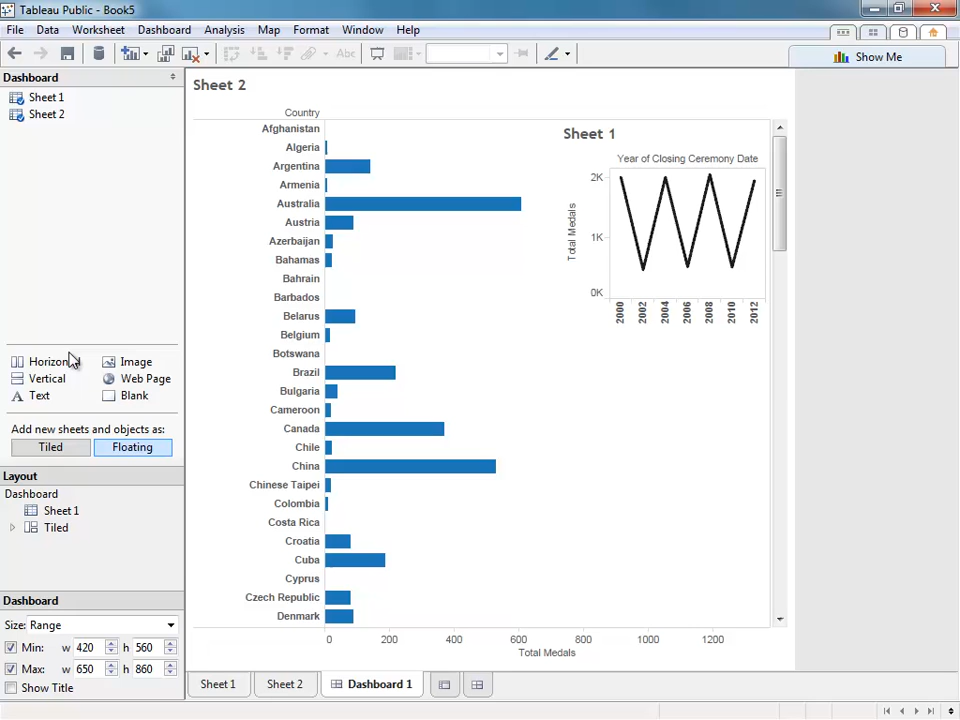 Tableau Public - Book5
File Data Worksheet Dashboard Analysis Map Format Window Help
Abc
Show Me
Dashboard
Sheet 1
Sheet 2
Horizon
Image
Vertical
Web Page
Text
Blank
Add new sheets and objects as:
Tiled
Floating
Layout
Dashboard
Sheet 1
Tiled
Dashboard
Size: Range
Min: w 420 h 560
Max: w 650 h 860
Show Title
Sheet 2
Country
Afghanistan
Algeria
Argentina
Armenia
Australia
Austria
Azerbaijan
Bahamas
Bahrain
Barbados
Belarus
Belgium
Botswana
Brazil
Bulgaria
Cameroon
Canada
Chile
China
Chinese Taipei
Colombia
Costa Rica
Croatia
Cuba
Cyprus
Czech Republic
Denmark
0 200 400 600 800 1000 1200
Total Medals
Sheet 1
Year of Closing Ceremony Date
Total Medals
2K
1K
0K
2000 2002 2004 2006 2008 2010 2012
Sheet 1
Sheet 2
Dashboard 1